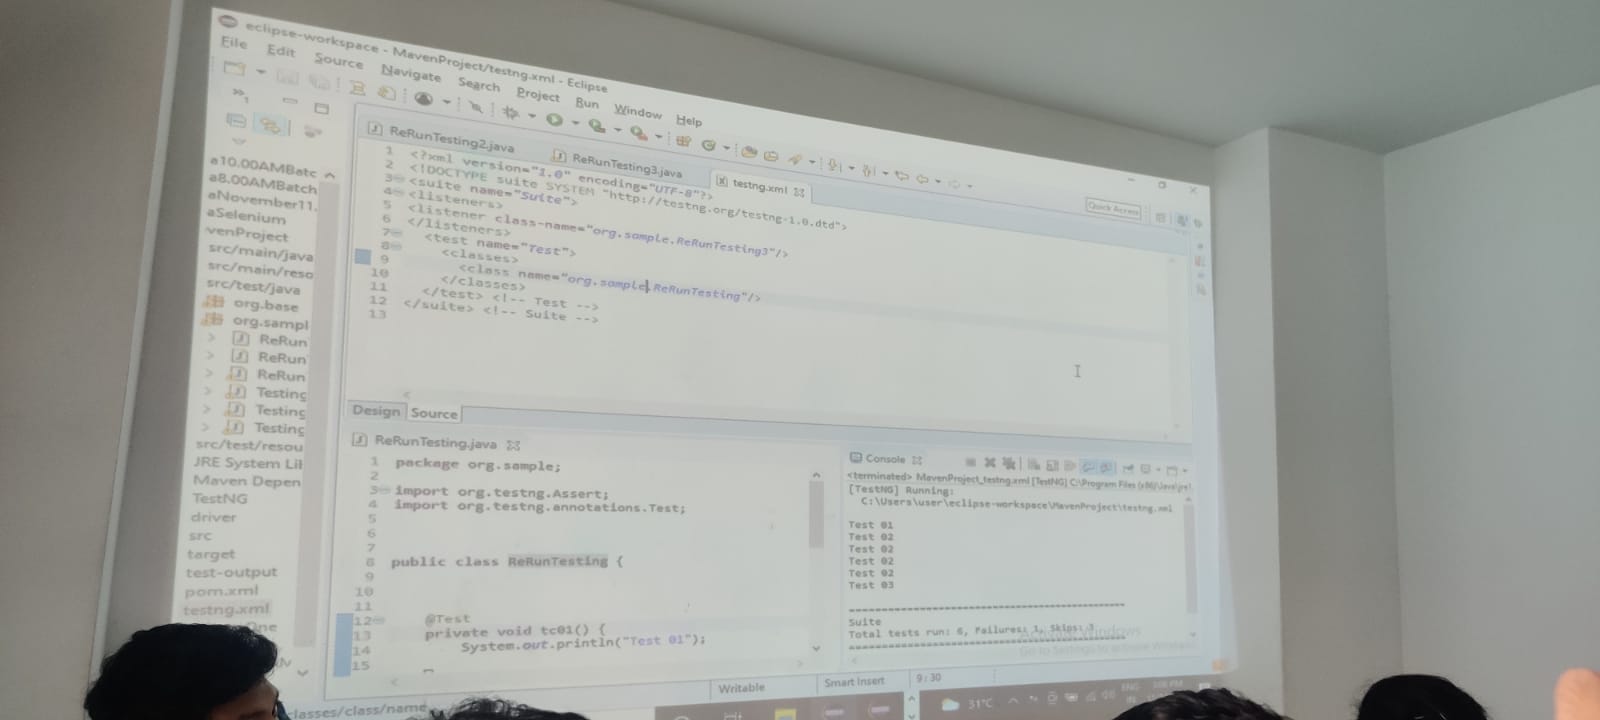 eclipse-workspace - MavenProject/testng.xml - Eclipse
File Edit Source Navigate Search Project Run Window Help
Quick Access
a10.00AMBatc
a8.00AMBatch
aNovember11.
aSelenium
venProject
src/main/java
src/main/reso
src/test/java
org.base
org.sampl
ReRun
ReRun
ReRun
Testing
Testing
Testing
src/test/resou
JRE System Lil
Maven Depen
TestNG
driver
src
target
test-output
pom.xml
testng.xml
ReRunTesting2.java ReRunTesting3.java testng.xml
1 <?xml version="1.0" encoding="UTF-8"?>
2 <!DOCTYPE suite SYSTEM "http://testng.org/testng-1.0.dtd">
3 <suite name="Suite">
4 <listeners>
5 <listener class-name="org.sample.ReRunTesting3"/>
6 </listeners>
7 <test name="Test">
8 <classes>
9 <class name="org.sample.ReRunTesting"/>
10 </classes>
11 </test> <!-- Test -->
12 </suite> <!-- Suite -->
13
Design Source
ReRunTesting.java
1 package org.sample;
2
3 import org.testng.Assert;
4 import org.testng.annotations.Test;
5
6
7
8 public class ReRunTesting {
9
10
11
12 @Test
13 private void tc01() {
14 System.out.println("Test 01");
15
Console
<terminated> MavenProject_testng.xml [TestNG] C:\Program Files (x86)\Java\jre1.
[TestNG] Running:
C:\Users\user\eclipse-workspace\MavenProject\testng.xml
Test 01
Test 02
Test 02
Test 02
Test 02
Test 03
===============================================
Suite
Total tests run: 6, Failures: 1, Skips: 3
===============================================
Activate Windows
Go to Settings to activate Windows.
Writable Smart Insert 9 : 30
classes/class/name
31°C
ENG